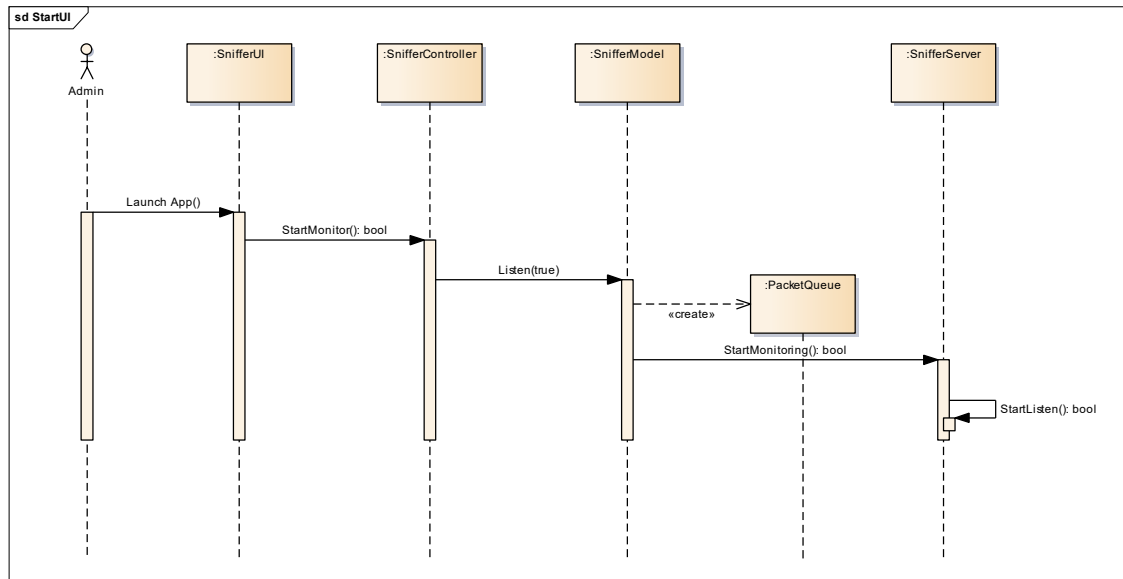 sd StartUI
Admin
:SnifferUI
:SnifferController
:SnifferModel
:SnifferServer
Launch App()
StartMonitor(): bool
Listen(true)
:PacketQueue
«create»
StartMonitoring(): bool
StartListen(): bool